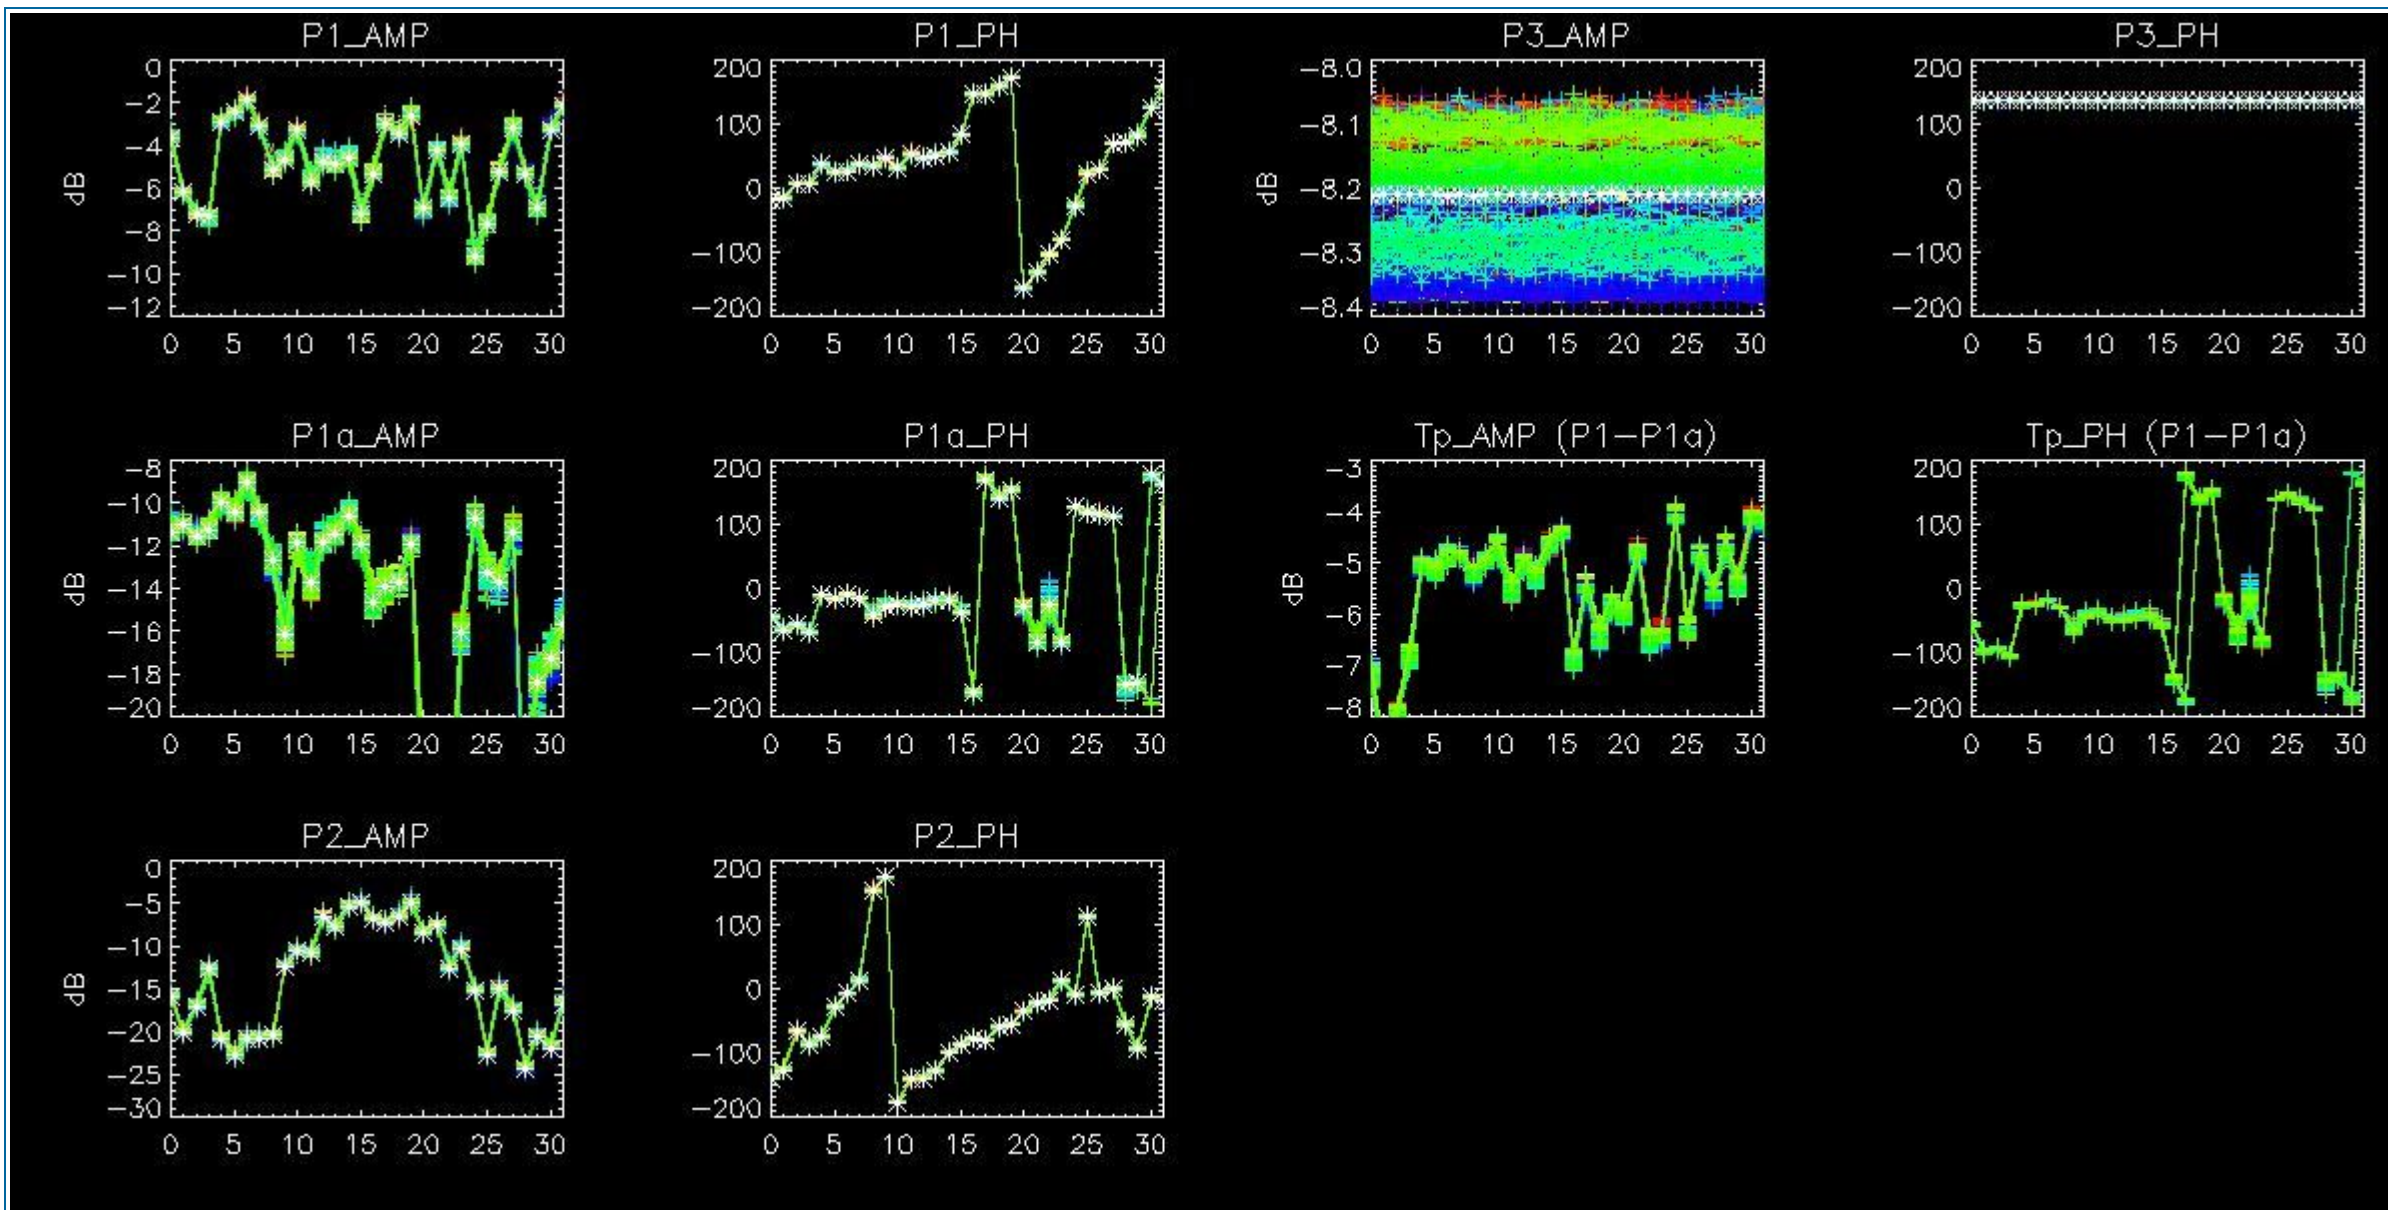 P1_AMP
0
−2
−4
−6
−8
−10
−12
dB
0 5 10 15 20 25 30
P1_PH
200
100
0
−100
−200
0 5 10 15 20 25 30
P3_AMP
−8.0
−8.1
−8.2
−8.3
−8.4
dB
0 5 10 15 20 25 30
P3_PH
200
100
0
−100
−200
0 5 10 15 20 25 30
P1a_AMP
−8
−10
−12
−14
−16
−18
−20
dB
0 5 10 15 20 25 30
P1a_PH
200
100
0
−100
−200
0 5 10 15 20 25 30
Tp_AMP (P1−P1a)
−3
−4
−5
−6
−7
−8
dB
0 5 10 15 20 25 30
Tp_PH (P1−P1a)
200
100
0
−100
−200
0 5 10 15 20 25 30
P2_AMP
0
−5
−10
−15
−20
−25
−30
dB
0 5 10 15 20 25 30
P2_PH
200
100
0
−100
−200
0 5 10 15 20 25 30